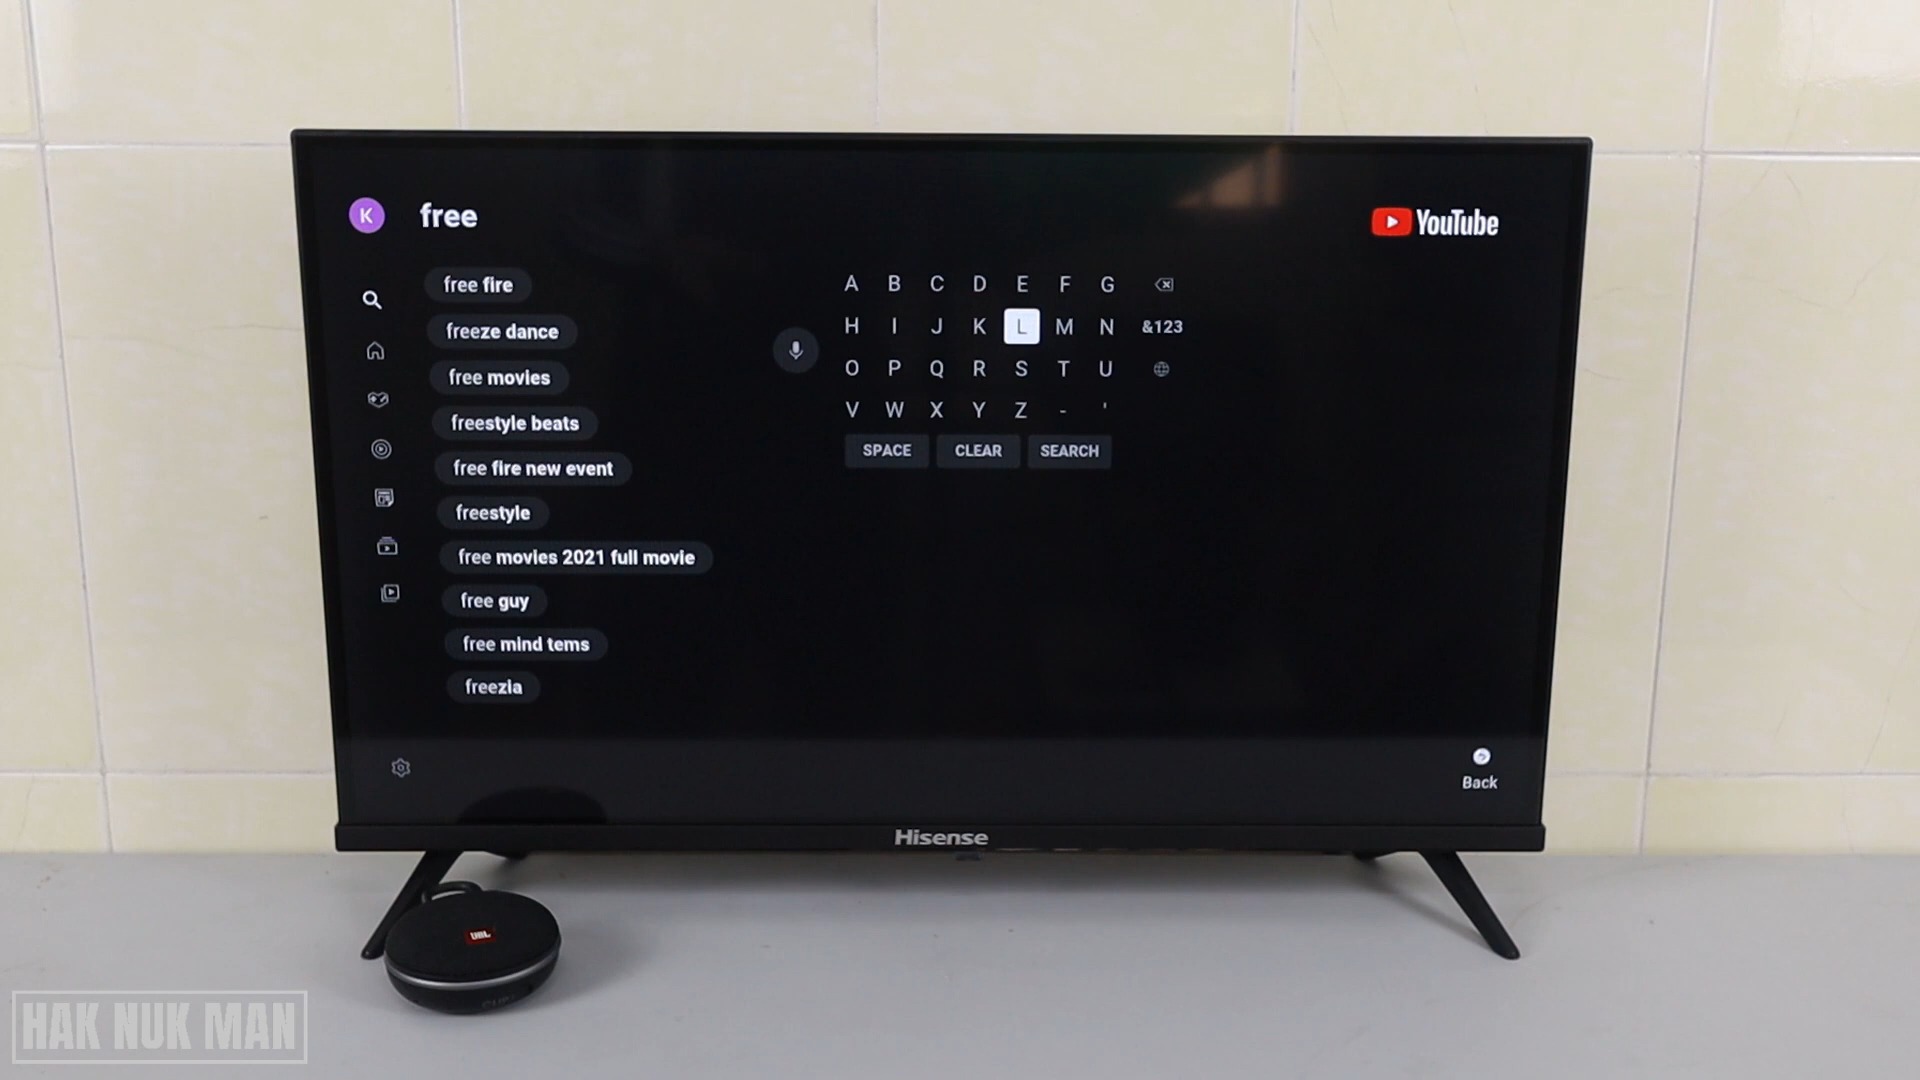 K
free
YouTube
free fire
freeze dance
free movies
freestyle beats
free fire new event
freestyle
free movies 2021 full movie
free guy
free mind tems
freezia
A B C D E F G
H I J K L M N &123
O P Q R S T U
V W X Y Z - '
SPACE CLEAR SEARCH
Back
Hisense
JBL
HAK NUK MAN